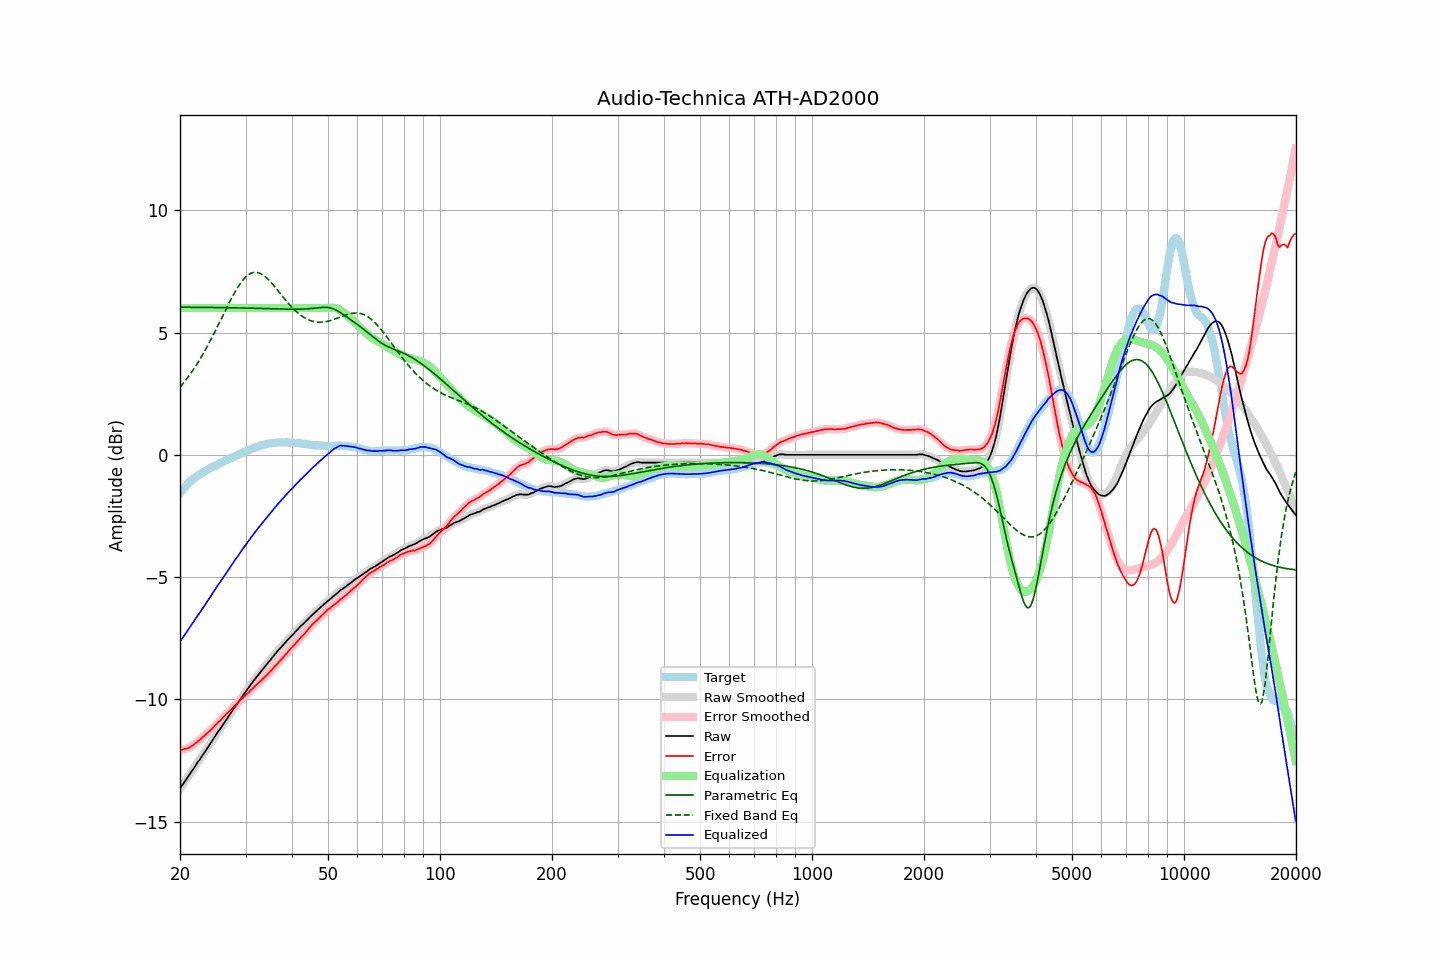 Audio-Technica ATH-AD2000
Amplitude (dBr)
10
5
0
−5
−10
−15
Target
Raw Smoothed
Error Smoothed
Raw
Error
Equalization
Parametric Eq
Fixed Band Eq
Equalized
20
50
100
200
500
1000
2000
5000
10000
20000
Frequency (Hz)